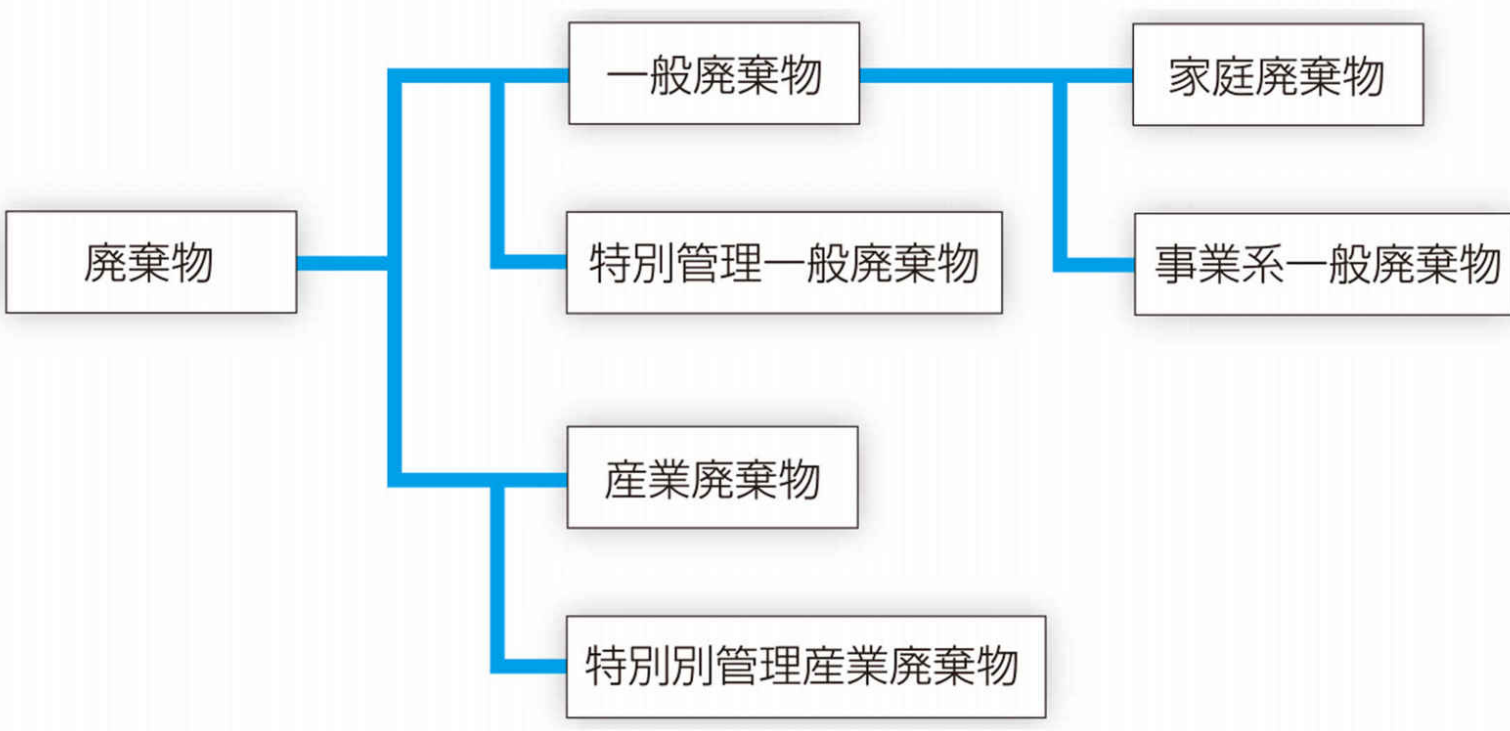 一般廃棄物
家庭廃棄物
廃棄物
特別管理一般廃棄物
事業系一般廃棄物
産業廃棄物
特別別管理産業廃棄物